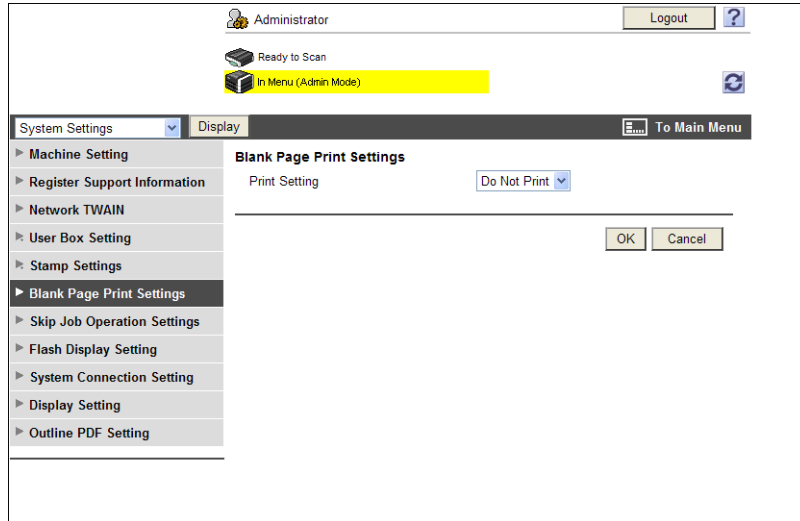 Administrator
Logout
?
Ready to Scan
In Menu (Admin Mode)
System Settings
Display
To Main Menu
Machine Setting
Register Support Information
Network TWAIN
User Box Setting
Stamp Settings
Blank Page Print Settings
Skip Job Operation Settings
Flash Display Setting
System Connection Setting
Display Setting
Outline PDF Setting
Blank Page Print Settings
Print Setting
Do Not Print
OK
Cancel